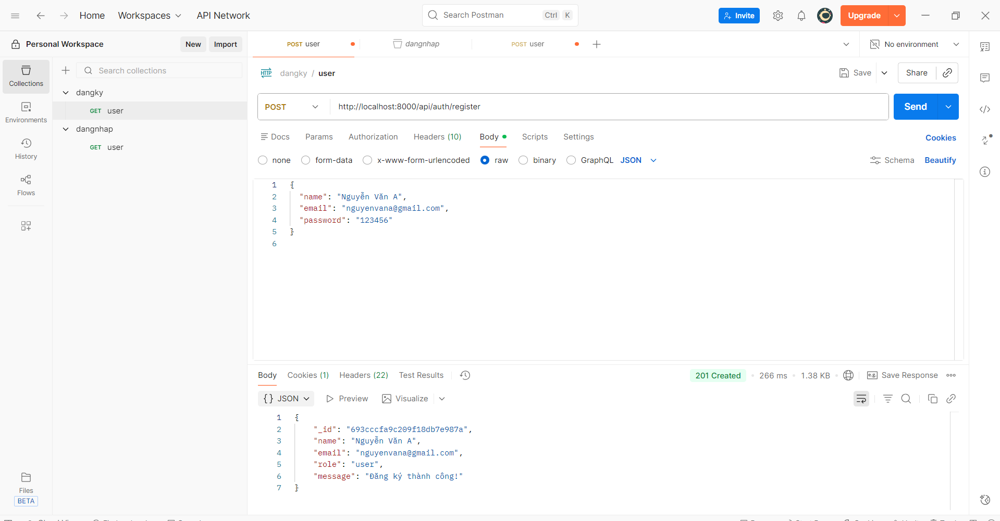 Home Workspaces API Network Search Postman Ctrl K Invite Upgrade
Personal Workspace New Import
POST user dangnhap POST user No environment
Collections
Environments
History
Flows
Files
BETA
Search collections
dangky
GET user
dangnhap
GET user
HTTP dangky / user Save Share
POST http://localhost:8000/api/auth/register Send
Docs Params Authorization Headers (10) Body Scripts Settings Cookies
none form-data x-www-form-urlencoded raw binary GraphQL JSON Schema Beautify
1 {
2 "name": "Nguyễn Văn A",
3 "email": "nguyenvana@gmail.com",
4 "password": "123456"
5 }
6
Body Cookies (1) Headers (22) Test Results 201 Created 266 ms 1.38 KB e.g. Save Response
{} JSON Preview Visualize
1 {
2 "_id": "693cccfa9c209f18db7e987a",
3 "name": "Nguyễn Văn A",
4 "email": "nguyenvana@gmail.com",
5 "role": "user",
6 "message": "Đăng ký thành công!"
7 }